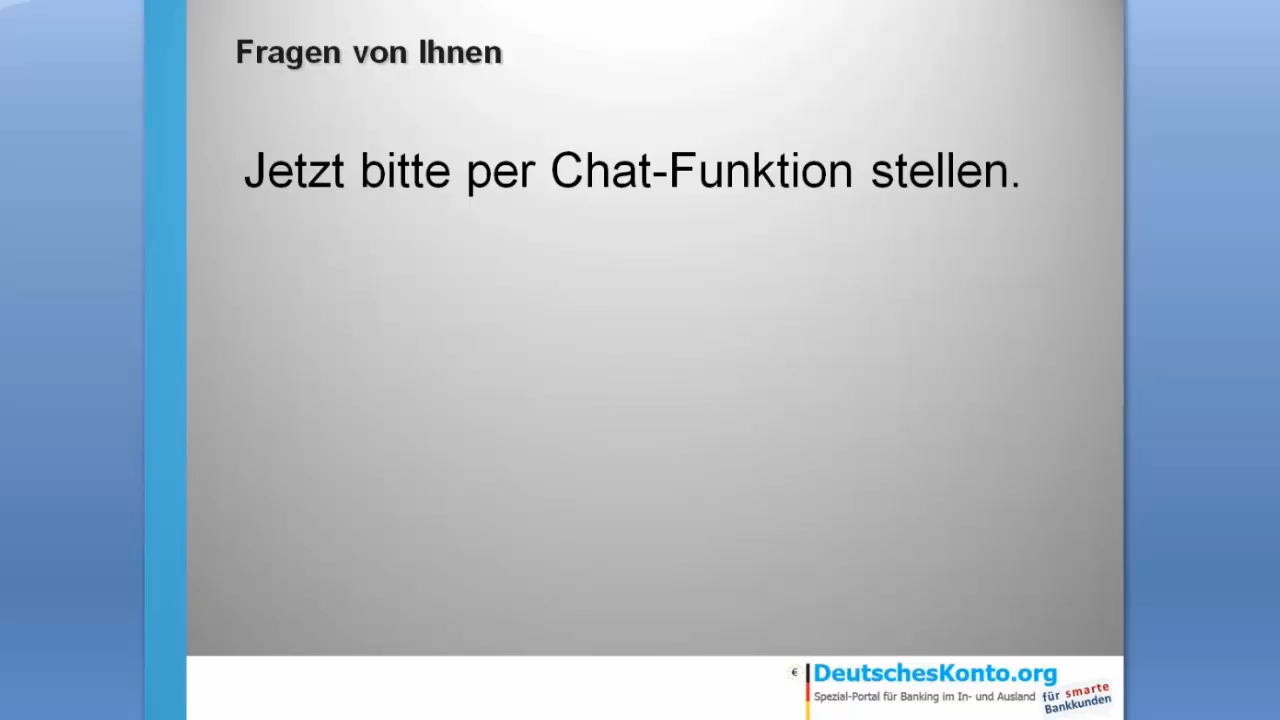 Fragen von Ihnen
Jetzt bitte per Chat-Funktion stellen.
€
DeutschesKonto.org
Spezial-Portal für Banking im In- und Ausland
für smarte
Bankkunden